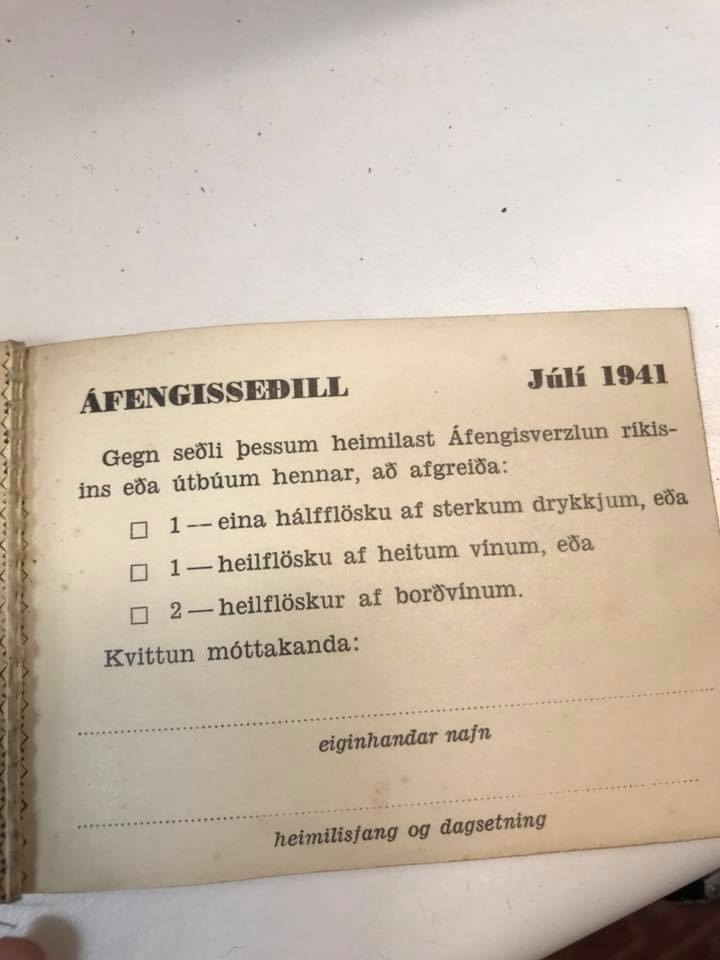 ÁFENGISSEÐILL Júlí 1941
Gegn seðli þessum heimilast Áfengisverzlun ríkis-
ins eða útbúum hennar, að afgreiða:
☐ 1 — eina hálfflösku af sterkum drykkjum, eða
☐ 1 — heilflösku af heitum vínum, eða
☐ 2 — heilflöskur af borðvínum.
Kvittun móttakanda:
eiginhandar nafn
heimilisfang og dagsetning